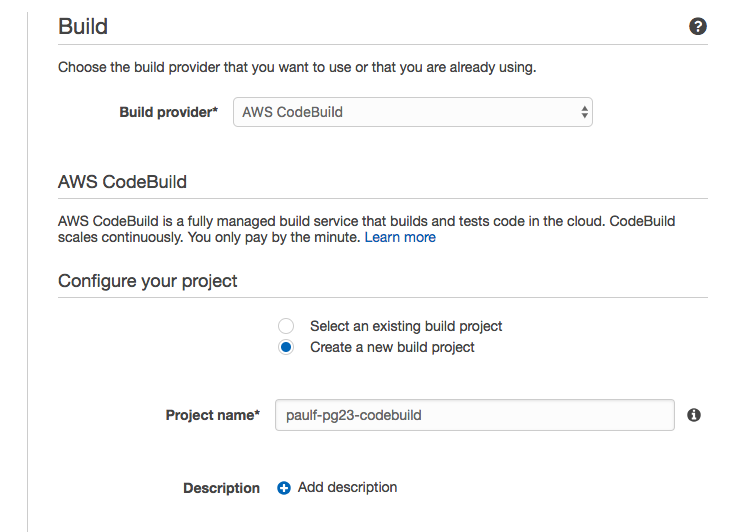 Build
Choose the build provider that you want to use or that you are already using.
Build provider* AWS CodeBuild
AWS CodeBuild
AWS CodeBuild is a fully managed build service that builds and tests code in the cloud. CodeBuild
scales continuously. You only pay by the minute. Learn more
Configure your project
Select an existing build project
Create a new build project
Project name* paulf-pg23-codebuild
Description Add description